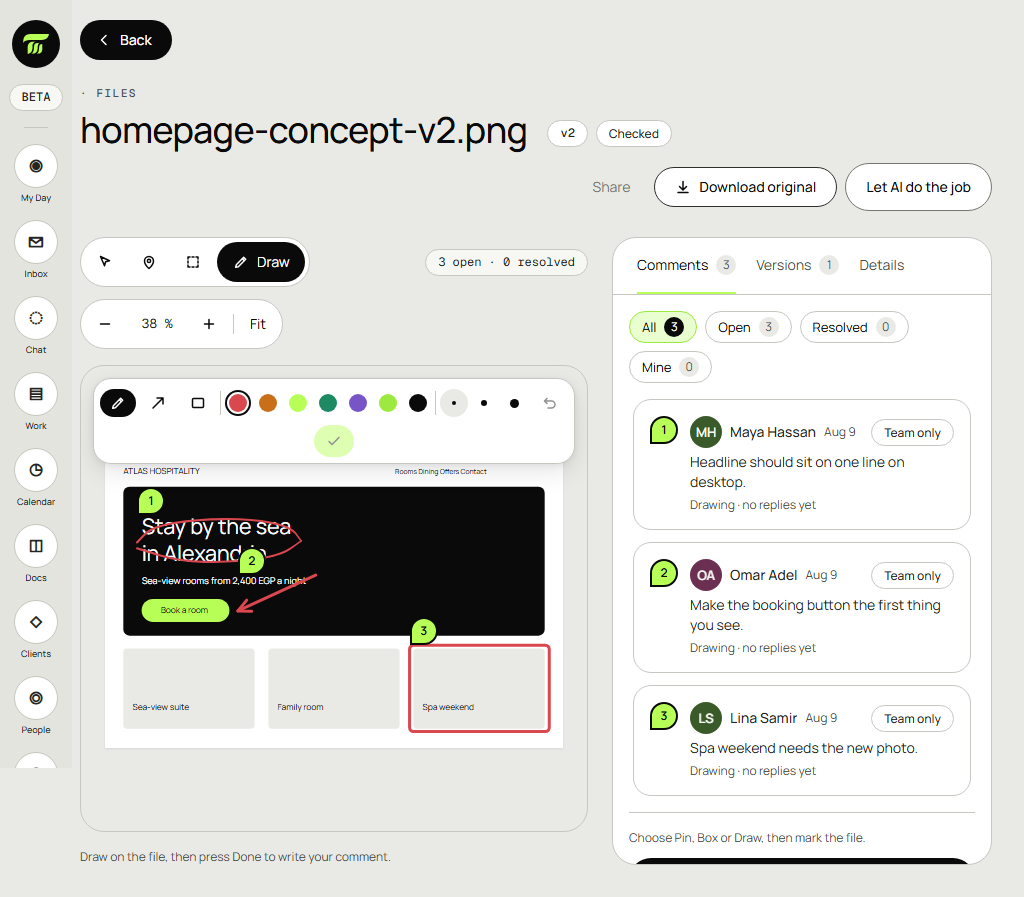 Back
BETA
· FILES
homepage-concept-v2.png
v2
Checked
Share
Download original
Let AI do the job
My Day
Inbox
Chat
Work
Calendar
Docs
Clients
People
Draw
3 open · 0 resolved
38 %
Fit
ATLAS HOSPITALITY
Rooms Dining Offers Contact
1
Stay by the sea
in Alexandria
2
Sea-view rooms from 2,400 EGP a night
Book a room
3
Sea-view suite
Family room
Spa weekend
Draw on the file, then press Done to write your comment.
Comments 3
Versions 1
Details
All 3
Open 3
Resolved 0
Mine 0
1
MH
Maya Hassan
Aug 9
Team only
Headline should sit on one line on
desktop.
Drawing · no replies yet
2
OA
Omar Adel
Aug 9
Team only
Make the booking button the first thing
you see.
Drawing · no replies yet
3
LS
Lina Samir
Aug 9
Team only
Spa weekend needs the new photo.
Drawing · no replies yet
Choose Pin, Box or Draw, then mark the file.